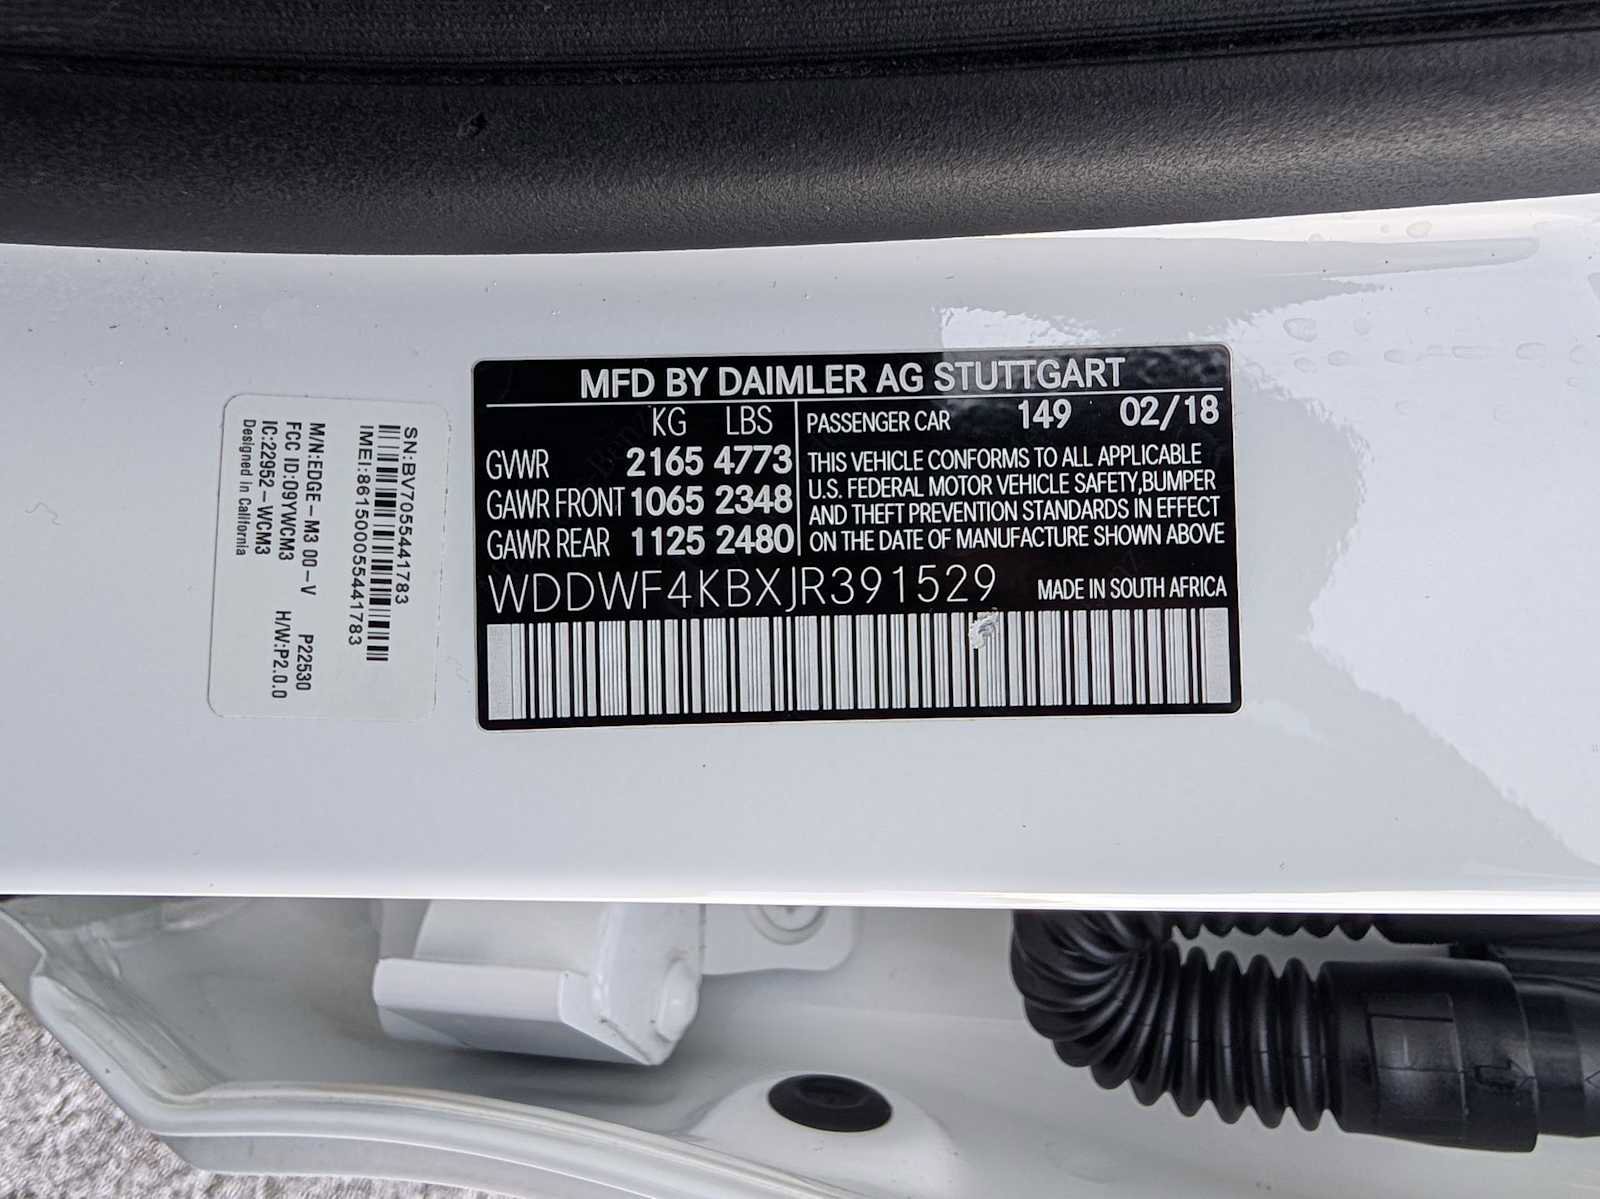 MFD BY DAIMLER AG STUTTGART
KG LBS
GVWR 2165 4773
GAWR FRONT 1065 2348
GAWR REAR 1125 2480
PASSENGER CAR 149 02/18
THIS VEHICLE CONFORMS TO ALL APPLICABLE
U.S. FEDERAL MOTOR VEHICLE SAFETY,BUMPER
AND THEFT PREVENTION STANDARDS IN EFFECT
ON THE DATE OF MANUFACTURE SHOWN ABOVE
WDDWF4KBXJR391529 MADE IN SOUTH AFRICA
SN:BV7055441783
IMEI:861500055441783
M/N:EDGE-M3 00-V P22530
FCC ID:09YWCM3
IC:22952-WCM3 H/W:P2.0.0
Designed in California